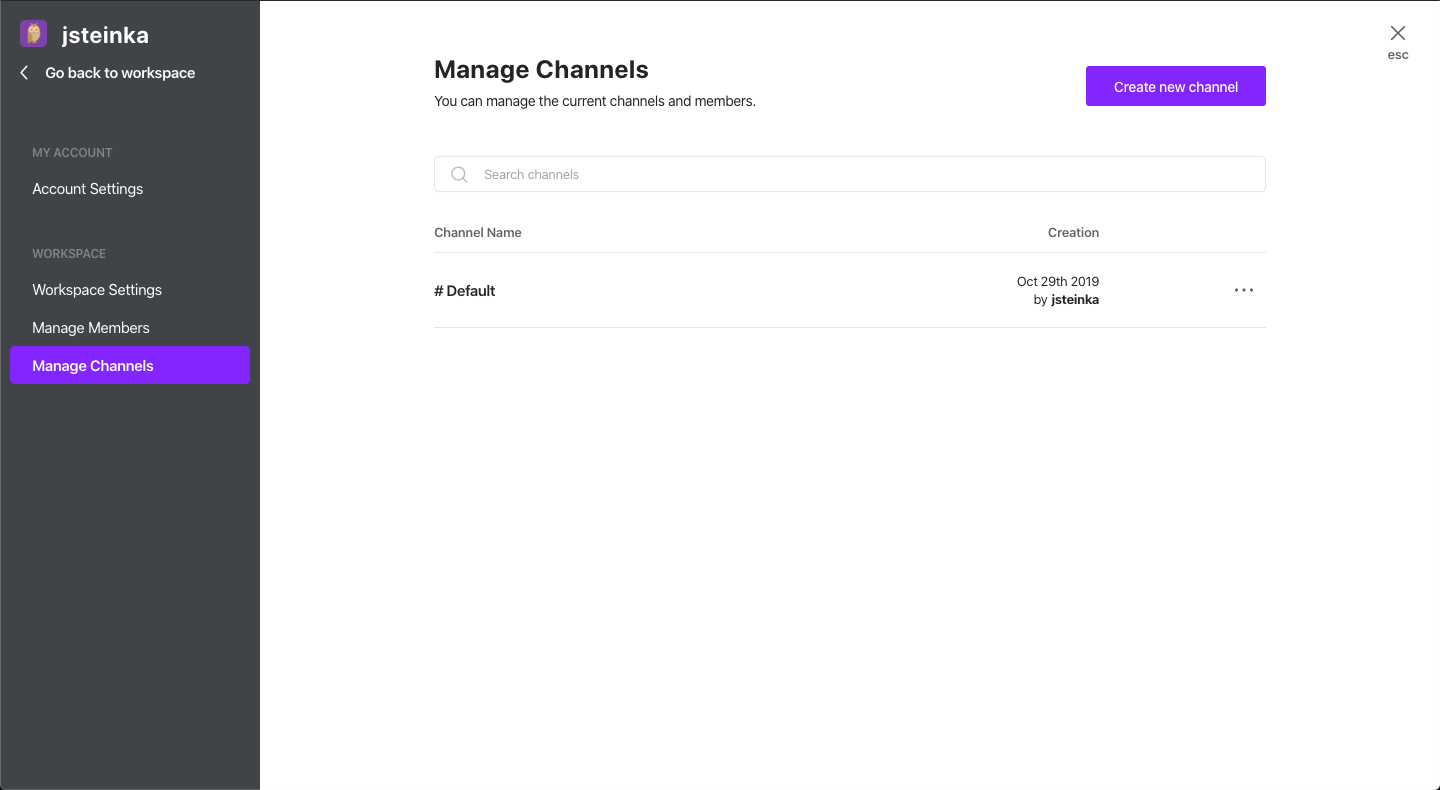 jsteinka
Go back to workspace
MY ACCOUNT
Account Settings
WORKSPACE
Workspace Settings
Manage Members
Manage Channels
esc
Manage Channels
You can manage the current channels and members.
Create new channel
Search channels
Channel Name Creation
# Default
Oct 29th 2019
by jsteinka